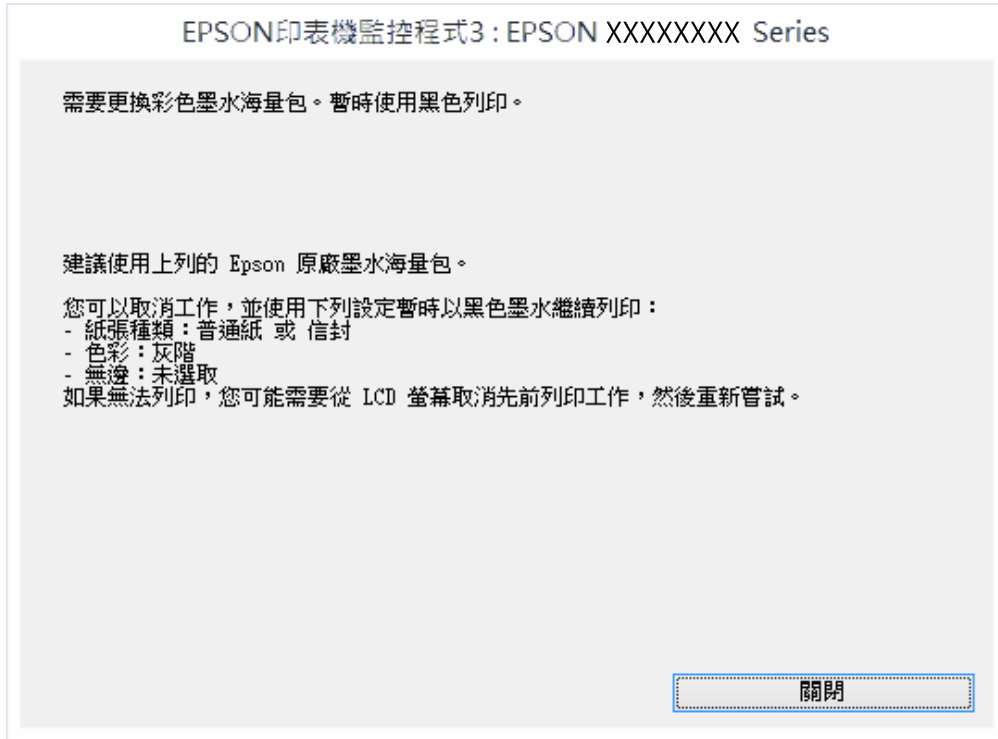 EPSON印表機監控程式3 : EPSON XXXXXXXX Series
需要更換彩色墨水海量包。暫時使用黑色列印。
建議使用上列的 Epson 原廠墨水海量包。
您可以取消工作，並使用下列設定暫時以黑色墨水繼續列印：
- 紙張種類：普通紙 或 信封
- 色彩：灰階
- 無邊：未選取
如果無法列印，您可能需要從 LCD 螢幕取消先前列印工作，然後重新嘗試。
關閉